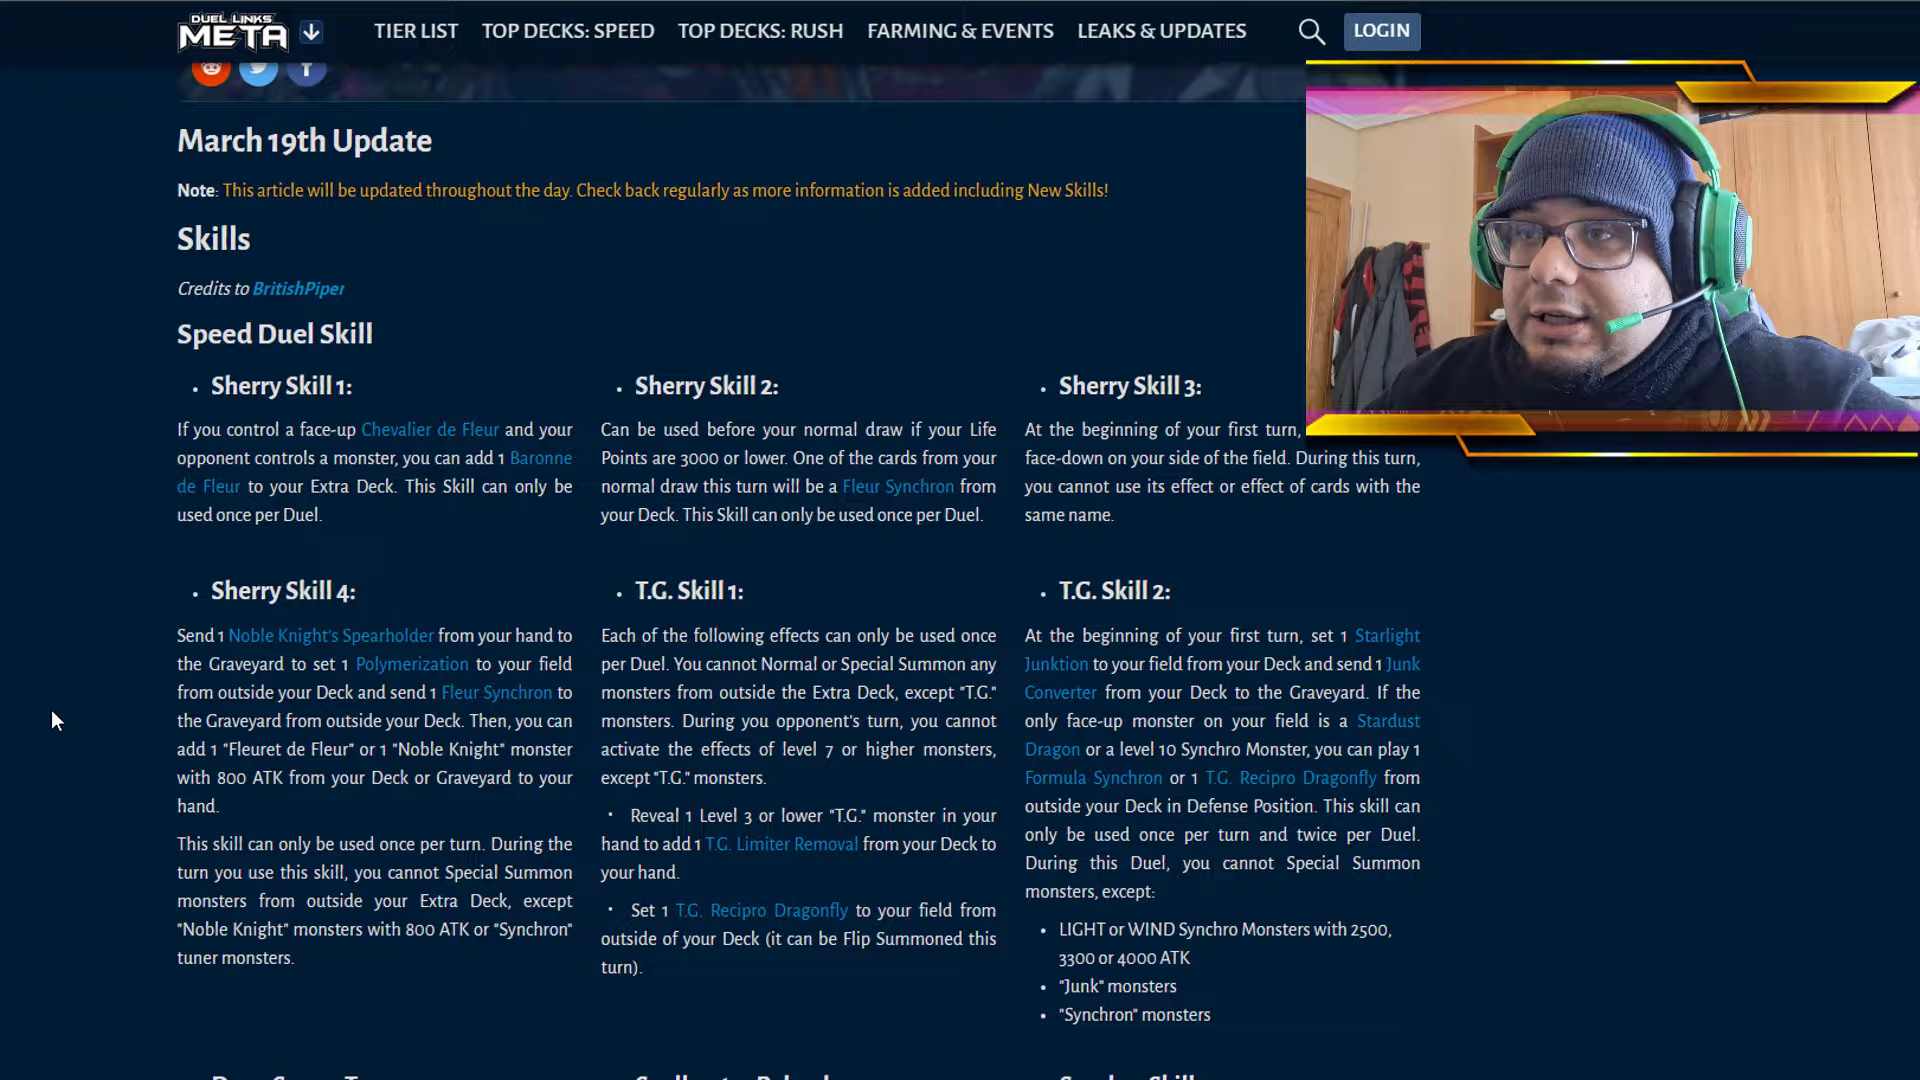 DUEL LINKS
META
TIER LIST
TOP DECKS: SPEED
TOP DECKS: RUSH
FARMING & EVENTS
LEAKS & UPDATES
LOGIN
March 19th Update
Note: This article will be updated throughout the day. Check back regularly as more information is added including New Skills!
Skills
Credits to BritishPiper
Speed Duel Skill
• Sherry Skill 1:
If you control a face-up Chevalier de Fleur and your
opponent controls a monster, you can add 1 Baronne
de Fleur to your Extra Deck. This Skill can only be
used once per Duel.
• Sherry Skill 2:
Can be used before your normal draw if your Life
Points are 3000 or lower. One of the cards from your
normal draw this turn will be a Fleur Synchron from
your Deck. This Skill can only be used once per Duel.
• Sherry Skill 3:
At the beginning of your first turn,
face-down on your side of the field. During this turn,
you cannot use its effect or effect of cards with the
same name.
• Sherry Skill 4:
Send 1 Noble Knight's Spearholder from your hand to
the Graveyard to set 1 Polymerization to your field
from outside your Deck and send 1 Fleur Synchron to
the Graveyard from outside your Deck. Then, you can
add 1 "Fleuret de Fleur" or 1 "Noble Knight" monster
with 800 ATK from your Deck or Graveyard to your
hand.
This skill can only be used once per turn. During the
turn you use this skill, you cannot Special Summon
monsters from outside your Extra Deck, except
"Noble Knight" monsters with 800 ATK or "Synchron"
tuner monsters.
• T.G. Skill 1:
Each of the following effects can only be used once
per Duel. You cannot Normal or Special Summon any
monsters from outside the Extra Deck, except "T.G."
monsters. During you opponent's turn, you cannot
activate the effects of level 7 or higher monsters,
except "T.G." monsters.
• Reveal 1 Level 3 or lower "T.G." monster in your
hand to add 1 T.G. Limiter Removal from your Deck to
your hand.
• Set 1 T.G. Recipro Dragonfly to your field from
outside of your Deck (it can be Flip Summoned this
turn).
• T.G. Skill 2:
At the beginning of your first turn, set 1 Starlight
Junktion to your field from your Deck and send 1 Junk
Converter from your Deck to the Graveyard. If the
only face-up monster on your field is a Stardust
Dragon or a level 10 Synchro Monster, you can play 1
Formula Synchron or 1 T.G. Recipro Dragonfly from
outside your Deck in Defense Position. This skill can
only be used once per turn and twice per Duel.
During this Duel, you cannot Special Summon
monsters, except:
• LIGHT or WIND Synchro Monsters with 2500,
3300 or 4000 ATK
• "Junk" monsters
• "Synchron" monsters